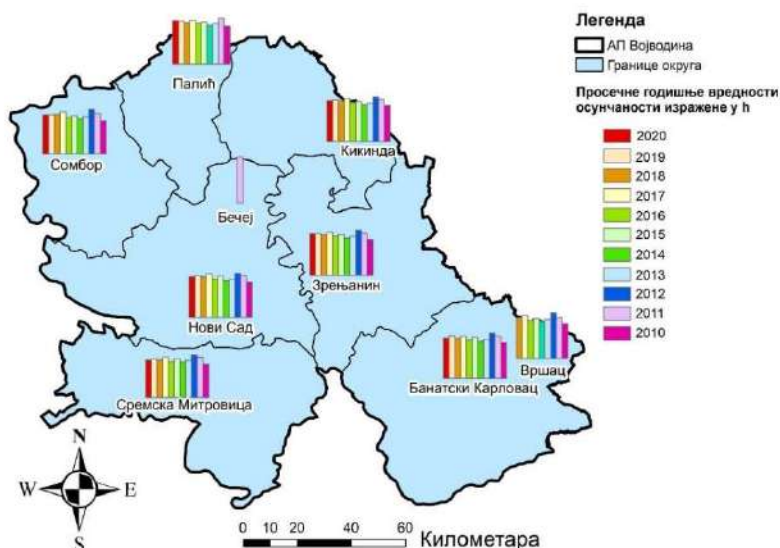 Легенда
АП Војводина
Границе округа
Просечне годишње вредности
осунчаности изражене у h
2020
2019
2018
2017
2016
2015
2014
2013
2012
2011
2010
Палић
Сомбор
Кикинда
Бечеј
Зрењанин
Нови Сад
Вршац
Банатски Карловац
Сремска Митровица
N
W E
S
0 10 20 40 60
Километара